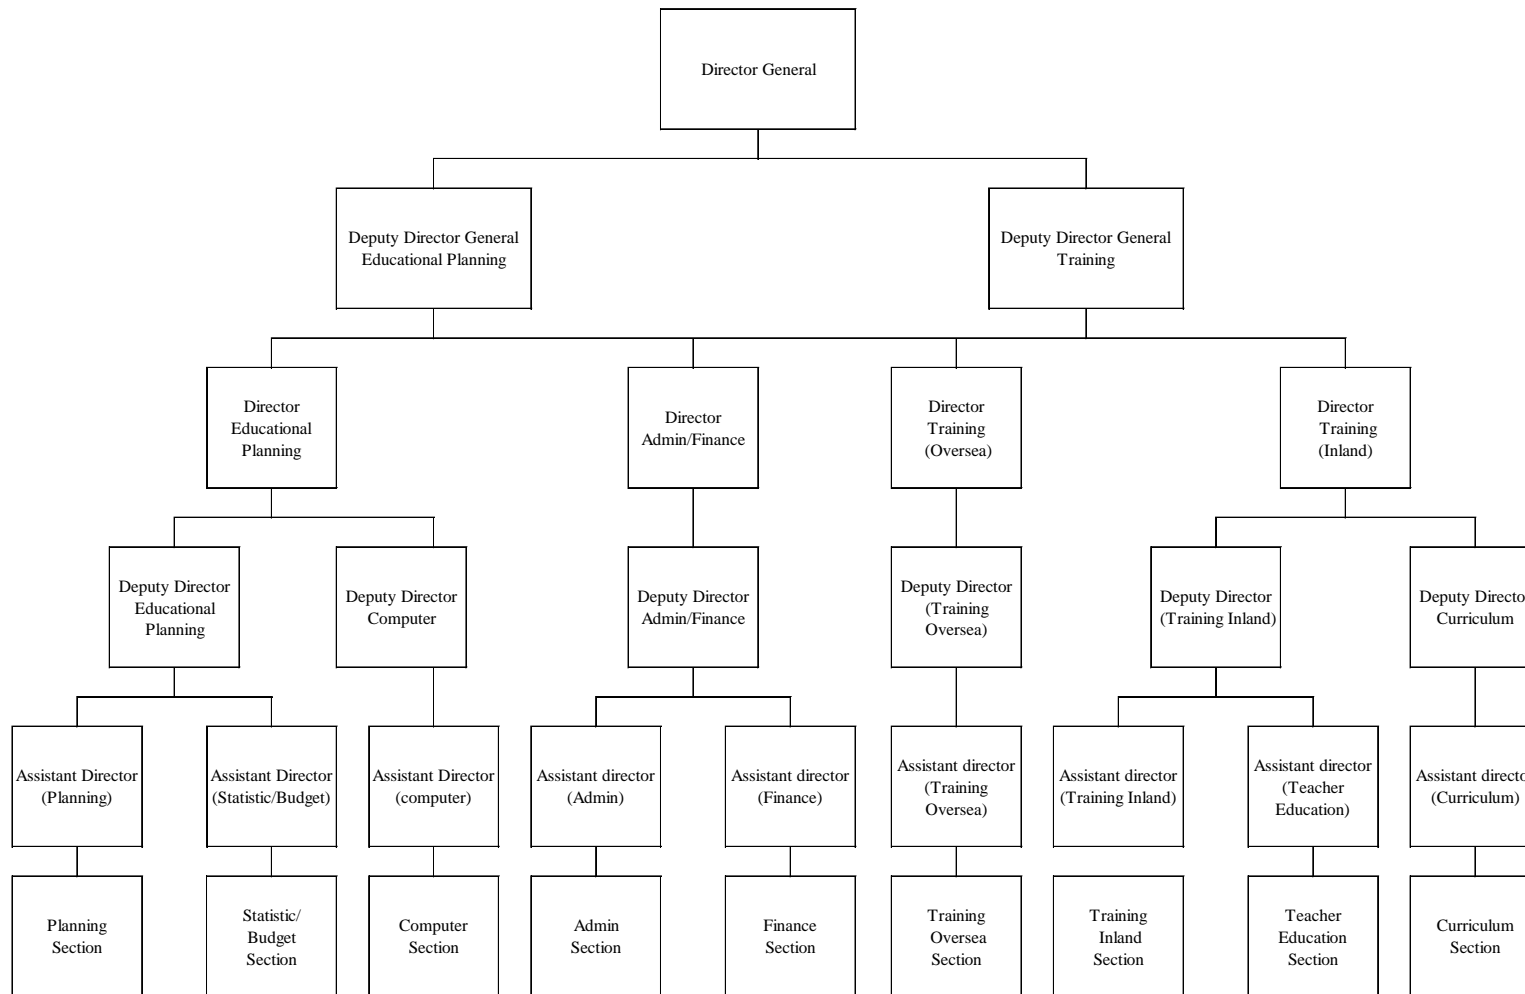 Director General
Deputy Director General
Educational Planning
Deputy Director General
Training
Director
Educational
Planning
Director
Admin/Finance
Director
Training
(Oversea)
Director
Training
(Inland)
Deputy Director
Educational
Planning
Deputy Director
Computer
Deputy Director
Admin/Finance
Deputy Director
(Training
Oversea)
Deputy Director
(Training Inland)
Deputy Directo
Curriculum
Assistant Director
(Planning)
Assistant Director
(Statistic/Budget)
Assistant Director
(computer)
Assistant director
(Admin)
Assistant director
(Finance)
Assistant director
(Training
Oversea)
Assistant director
(Training Inland)
Assistant director
(Teacher
Education)
Assistant directo
(Curriculum)
Planning
Section
Statistic/
Budget
Section
Computer
Section
Admin
Section
Finance
Section
Training
Oversea
Section
Training
Inland
Section
Teacher
Education
Section
Curriculum
Section